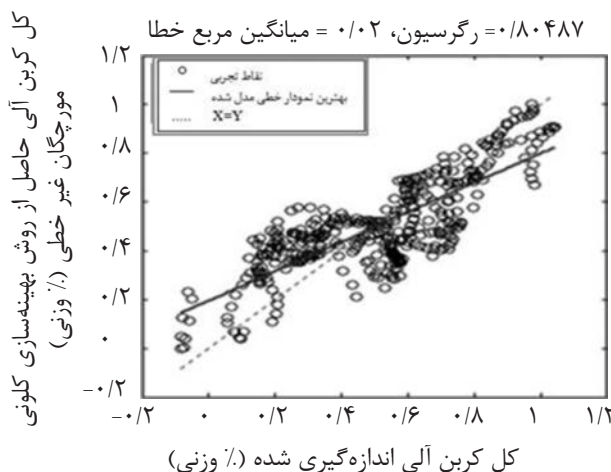 ۰/۸۰۴۸۷= رگرسیون، ۰/۰۲ = میانگین مربع خطا
کل کربن آلی حاصل از روش بهینه‌سازی کلونی
مورچگان غیر خطی (٪ وزنی)
نقاط تجربی
بهترین نمودار خطی مدل شده
X=Y
۱/۲
۱
۰/۸
۰/۶
۰/۴
۰/۲
۰
-۰/۲
-۰/۲ ۰ ۰/۲ ۰/۴ ۰/۶ ۰/۸ ۱ ۱/۲
کل کربن آلی اندازه‌گیری شده (٪ وزنی)